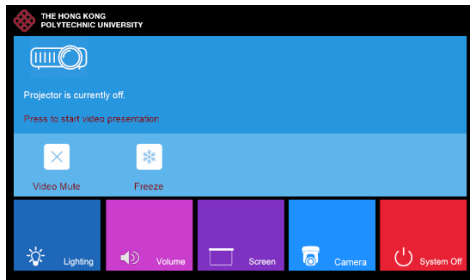 THE HONG KONG
POLYTECHNIC UNIVERSITY
Projector is currently off.
Press to start video presentation
Video Mute
Freeze
Lighting
Volume
Screen
Camera
System Off